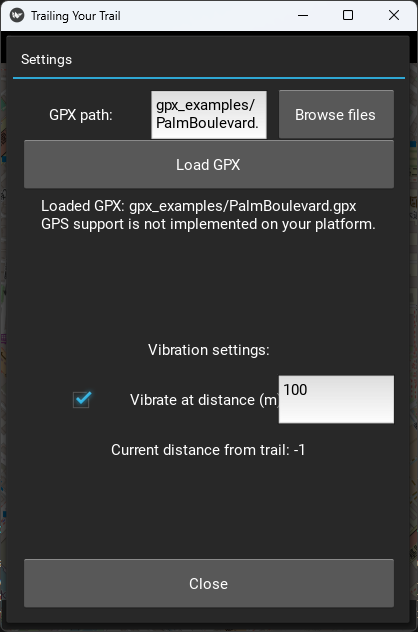 Trailing Your Trail
Settings
GPX path:
gpx_examples/
PalmBoulevard.
Browse files
Load GPX
Loaded GPX: gpx_examples/PalmBoulevard.gpx
GPS support is not implemented on your platform.
Vibration settings:
Vibrate at distance (m
100
Current distance from trail: -1
Close